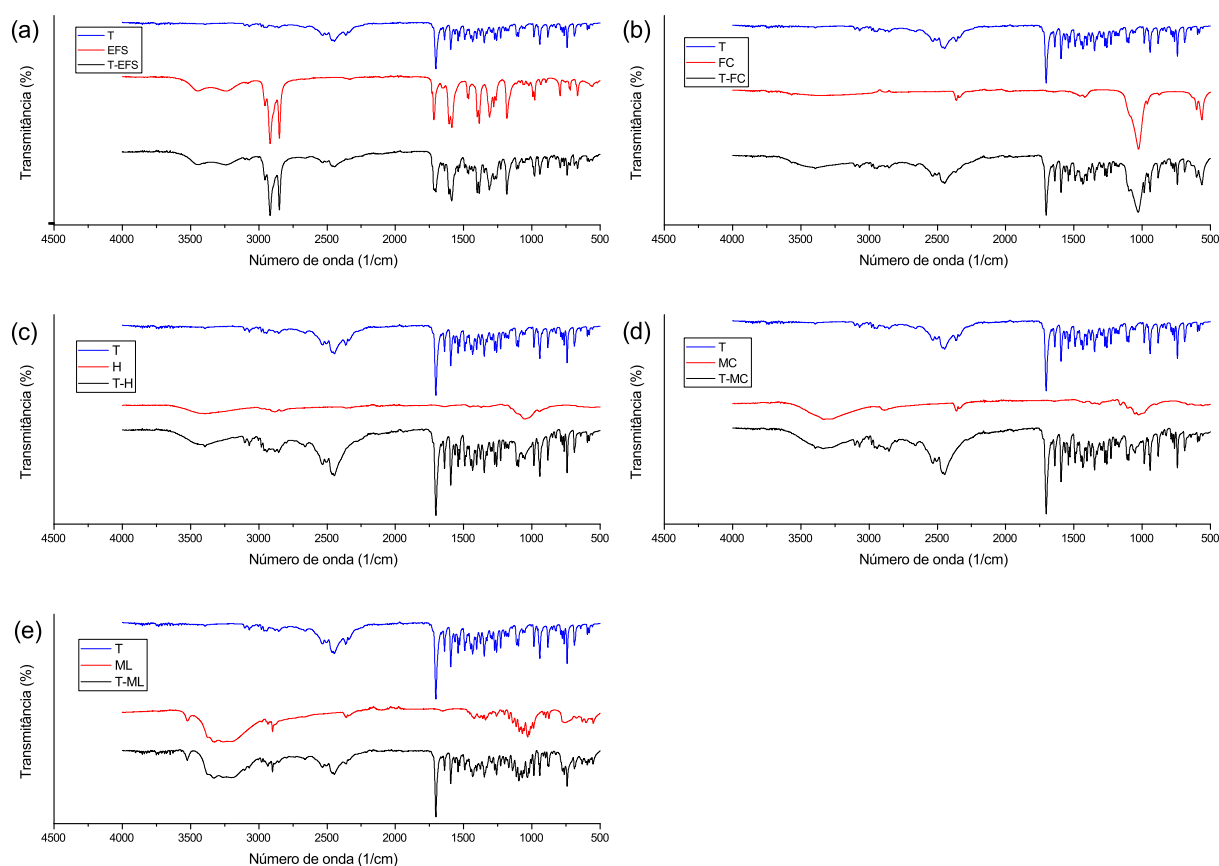 (a)
T
EFS
T-EFS
Transmitância (%)
4500 4000 3500 3000 2500 2000 1500 1000 500
Número de onda (1/cm)
(b)
T
FC
T-FC
Transmitância (%)
4500 4000 3500 3000 2500 2000 1500 1000 500
Número de onda (1/cm)
(c)
T
H
T-H
Transmitância (%)
4500 4000 3500 3000 2500 2000 1500 1000 500
Número de onda (1/cm)
(d)
T
MC
T-MC
Transmitância (%)
4500 4000 3500 3000 2500 2000 1500 1000 500
Número de onda (1/cm)
(e)
T
ML
T-ML
Transmitância (%)
4500 4000 3500 3000 2500 2000 1500 1000 500
Número de onda (1/cm)